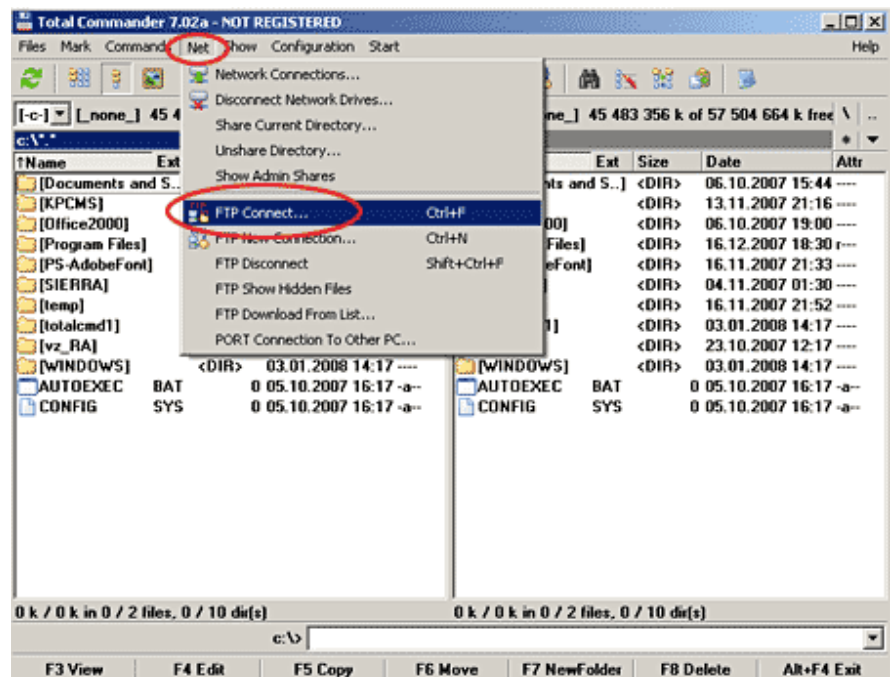 Total Commander 7.02a - NOT REGISTERED
Files Mark Command Net Show Configuration Start Help
Network Connections...
Disconnect Network Drives...
Share Current Directory...
Unshare Directory...
Show Admin Shares
FTP Connect... Ctrl+F
FTP New Connection... Ctrl+N
FTP Disconnect Shift+Ctrl+F
FTP Show Hidden Files
FTP Download From List...
PORT Connection To Other PC...
[-c-] [_none_] 45 4
ne_] 45 483 356 k of 57 504 664 k free \ ..
c:\*.* * ▼
↑Name Ext
Ext Size Date Attr
[Documents and S..
[KPCMS]
[Office2000]
[Program Files]
[PS-AdobeFont]
[SIERRA]
[temp]
[totalcmd1]
[vz_RA]
[WINDOWS] <DIR> 03.01.2008 14:17 ----
AUTOEXEC BAT 0 05.10.2007 16:17 -a--
CONFIG SYS 0 05.10.2007 16:17 -a--
nts and S..] <DIR> 06.10.2007 15:44 ----
<DIR> 13.11.2007 21:16 ----
00] <DIR> 06.10.2007 19:00 ----
Files] <DIR> 16.12.2007 18:30 r---
eFont] <DIR> 16.11.2007 21:33 ----
] <DIR> 04.11.2007 01:30 ----
<DIR> 16.11.2007 21:52 ----
1] <DIR> 03.01.2008 14:17 ----
<DIR> 23.10.2007 12:17 ----
[WINDOWS] <DIR> 03.01.2008 14:17 ----
AUTOEXEC BAT 0 05.10.2007 16:17 -a--
CONFIG SYS 0 05.10.2007 16:17 -a--
0 k / 0 k in 0 / 2 files, 0 / 10 dir(s)
0 k / 0 k in 0 / 2 files, 0 / 10 dir(s)
c:\>
F3 View F4 Edit F5 Copy F6 Move F7 NewFolder F8 Delete Alt+F4 Exit